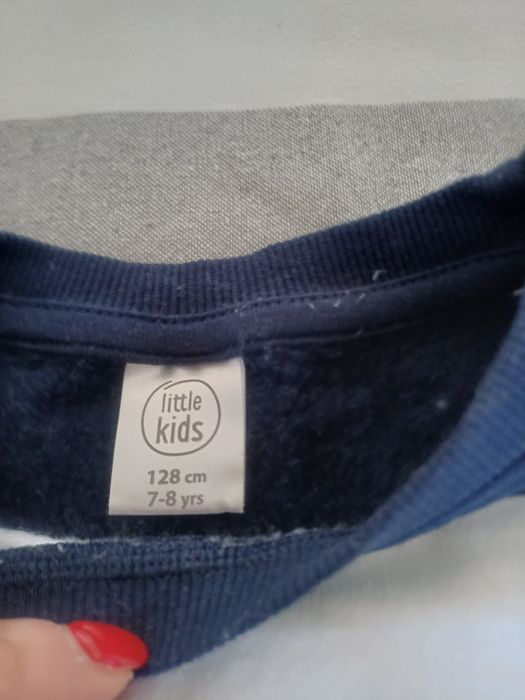 little
kids
128 cm
7-8 yrs